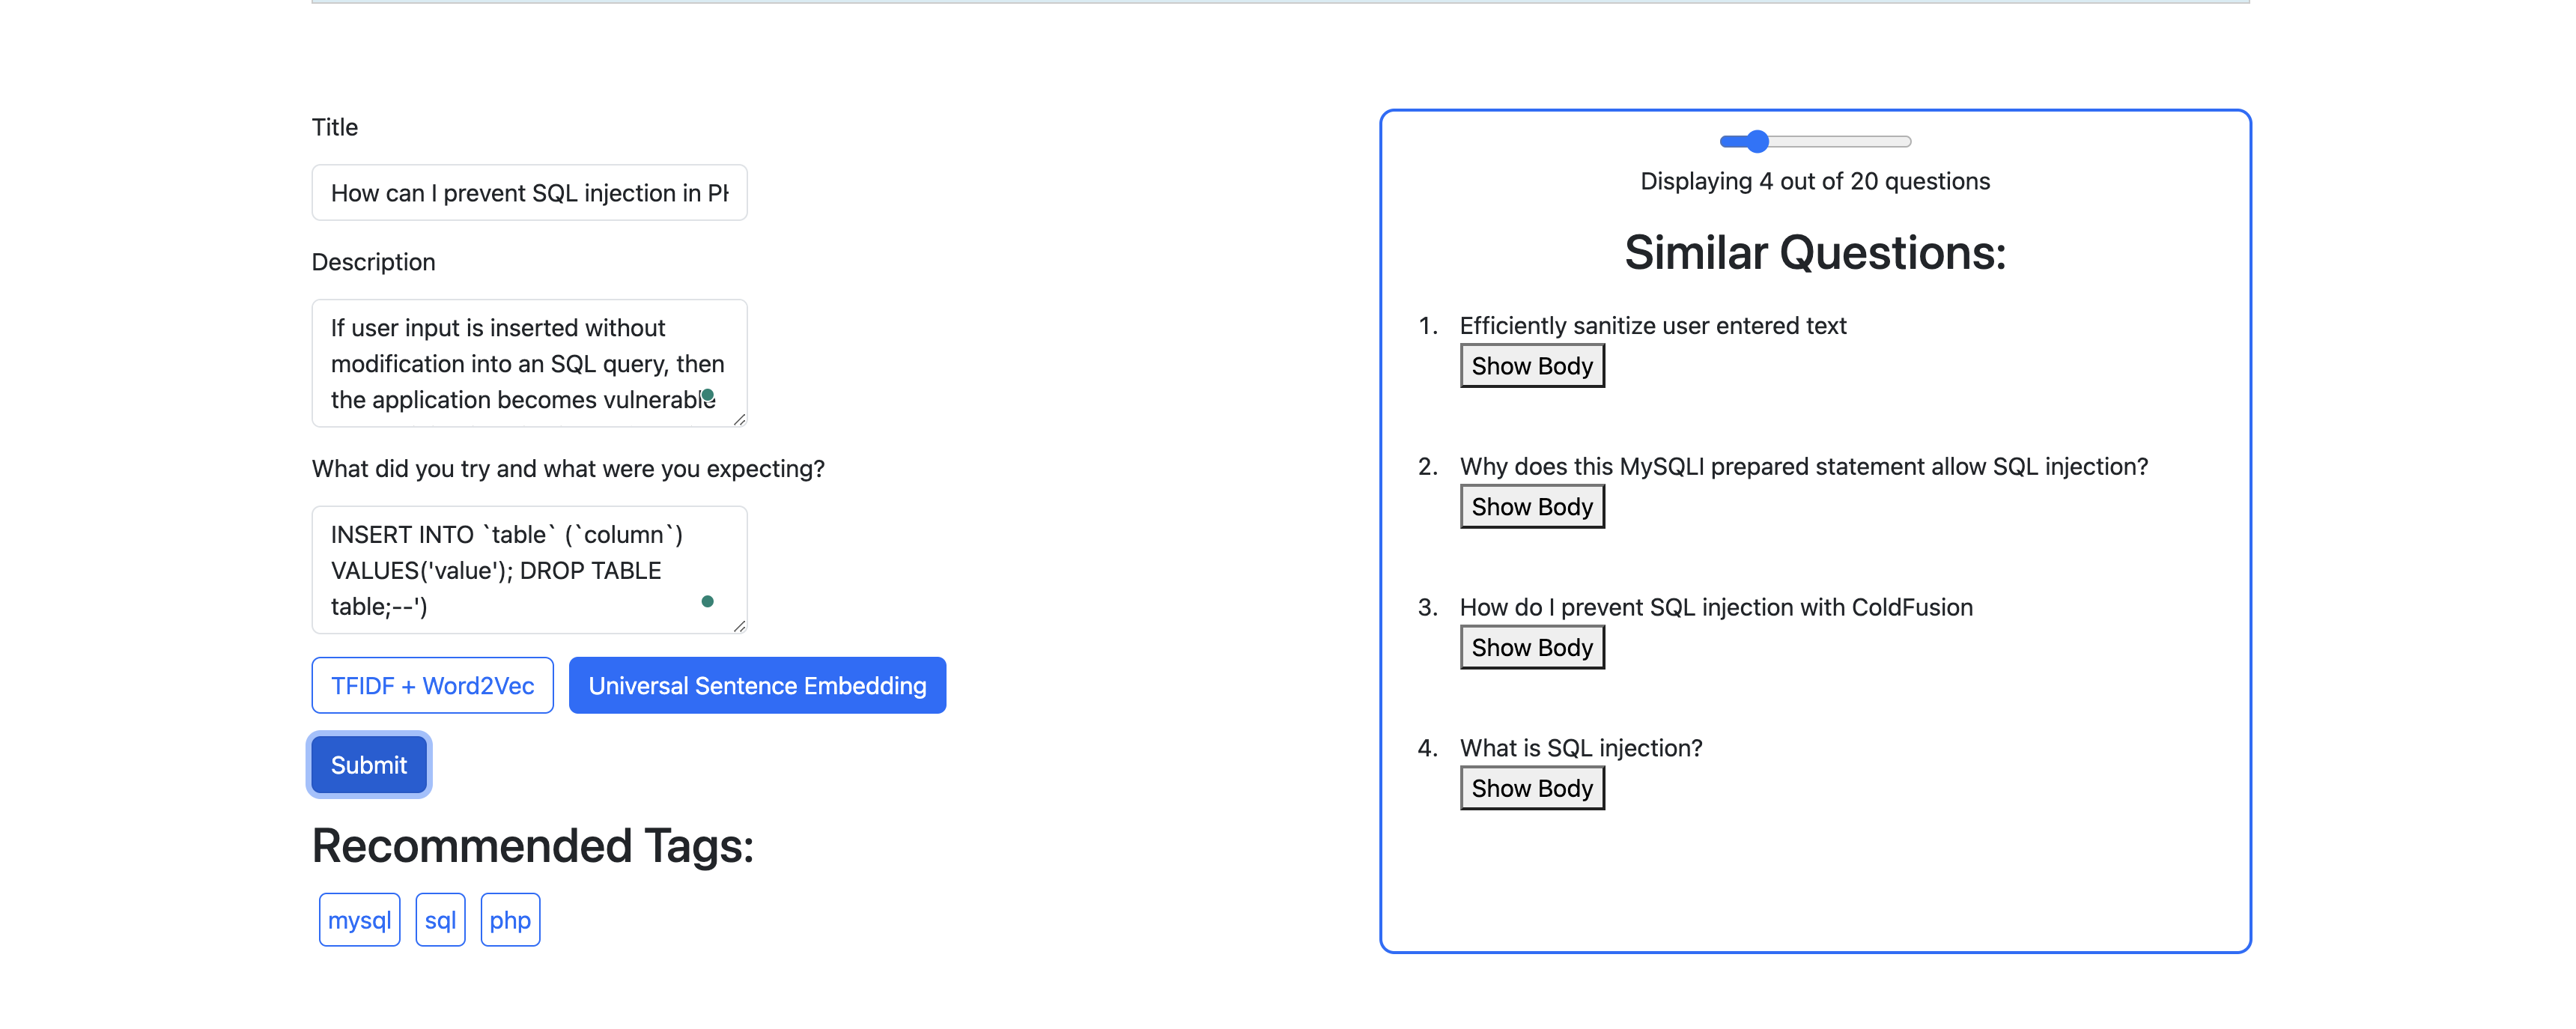 Title
How can I prevent SQL injection in PH
Description
If user input is inserted without
modification into an SQL query, then
the application becomes vulnerable
What did you try and what were you expecting?
INSERT INTO `table` (`column`)
VALUES('value'); DROP TABLE
table;--')
TFIDF + Word2Vec
Universal Sentence Embedding
Submit
Recommended Tags:
mysql
sql
php
Displaying 4 out of 20 questions
Similar Questions:
1. Efficiently sanitize user entered text
Show Body
2. Why does this MySQLI prepared statement allow SQL injection?
Show Body
3. How do I prevent SQL injection with ColdFusion
Show Body
4. What is SQL injection?
Show Body